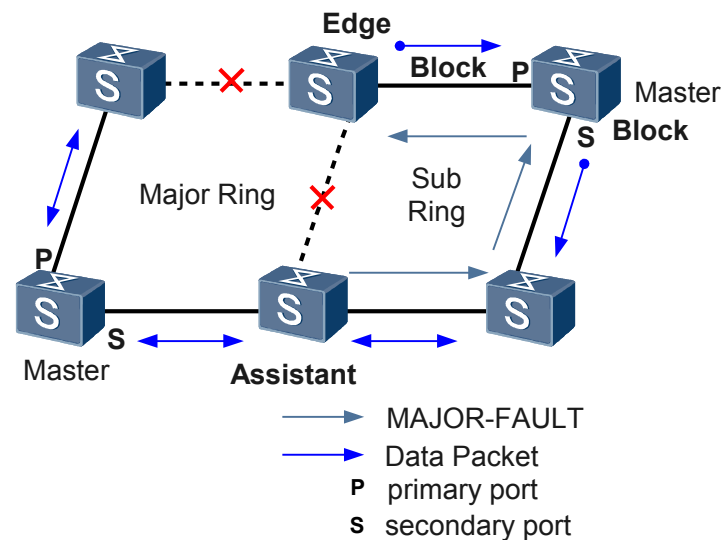 Edge
Block P
S S S Master
S Block
Major Ring Sub
Ring
P
S S S
S
Master Assistant
MAJOR-FAULT
Data Packet
P primary port
S secondary port